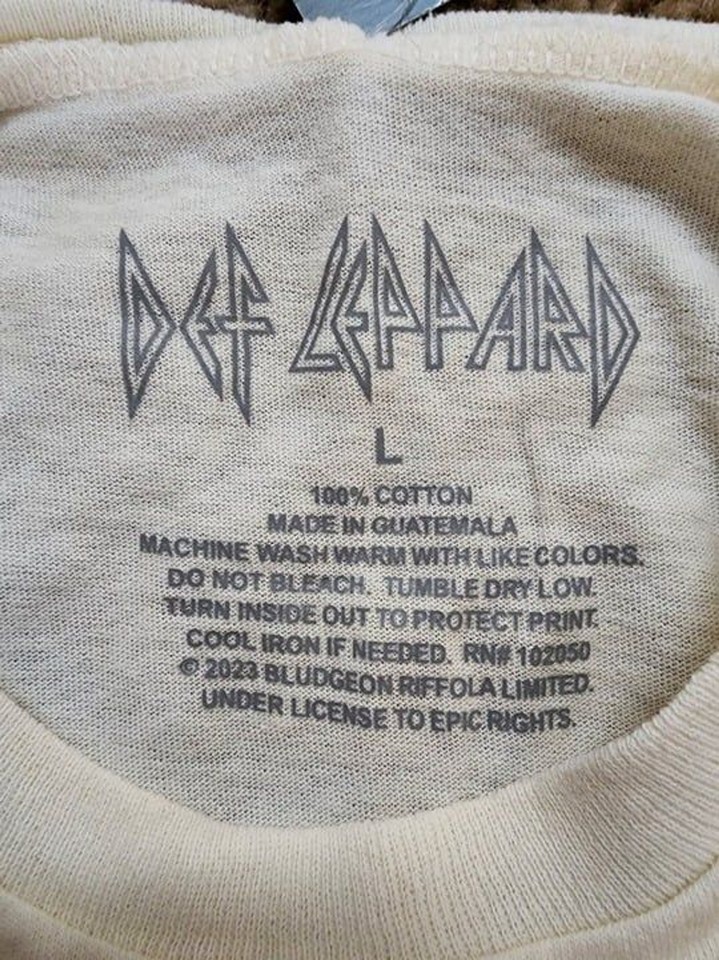 DEF LEPPARD
L
100% COTTON
MADE IN GUATEMALA
MACHINE WASH WARM WITH LIKE COLORS.
DO NOT BLEACH. TUMBLE DRY LOW.
TURN INSIDE OUT TO PROTECT PRINT.
COOL IRON IF NEEDED. RN# 102050
© 2023 BLUDGEON RIFFOLA LIMITED.
UNDER LICENSE TO EPIC RIGHTS.